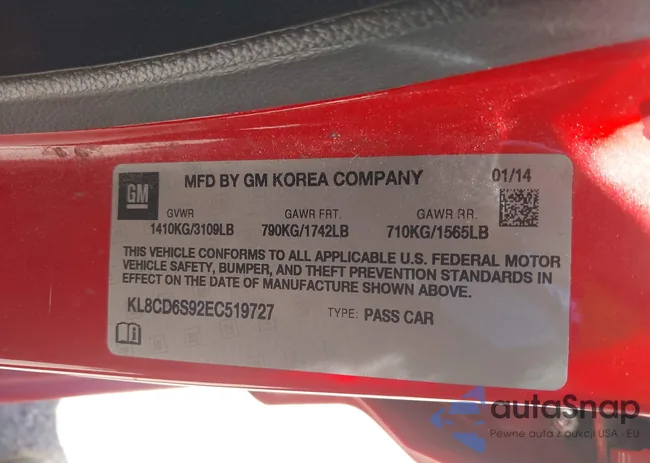 GM
MFD BY GM KOREA COMPANY 01/14
GVWR GAWR FRT. GAWR RR.
1410KG/3109LB 790KG/1742LB 710KG/1565LB
THIS VEHICLE CONFORMS TO ALL APPLICABLE U.S. FEDERAL MOTOR
VEHICLE SAFETY, BUMPER, AND THEFT PREVENTION STANDARDS IN
EFFECT ON THE DATE OF MANUFACTURE SHOWN ABOVE.
KL8CD6S92EC519727 TYPE: PASS CAR
autaSnap
Pewne auta z aukcji USA - EU